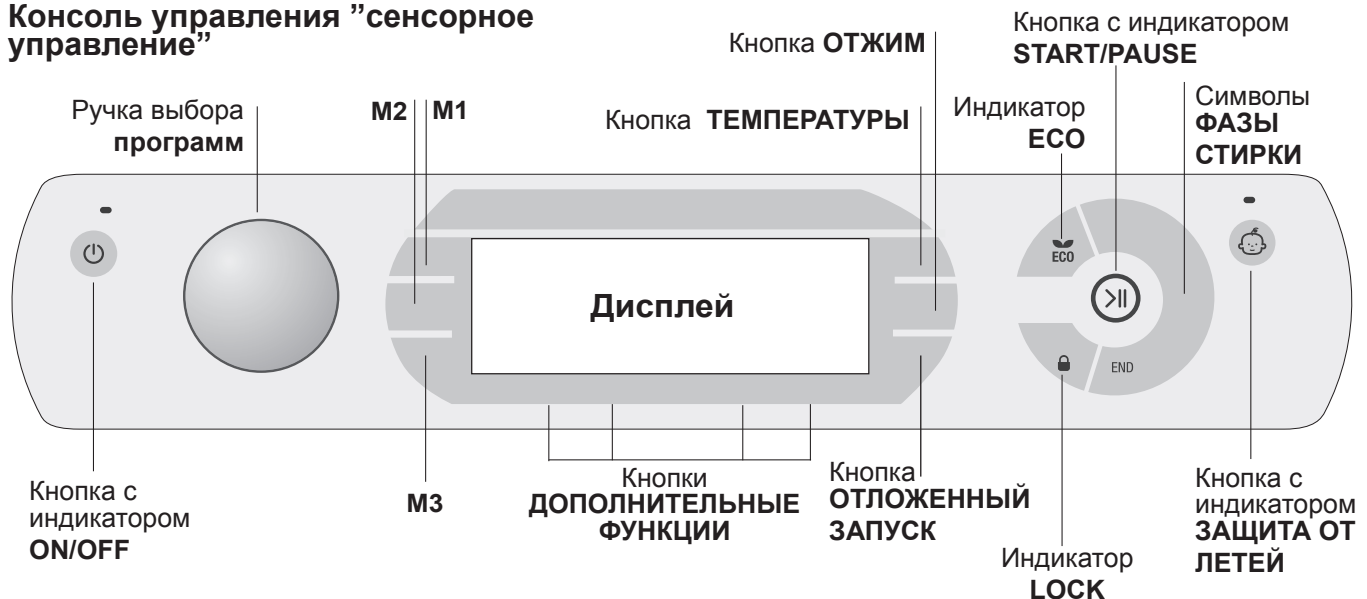 Консоль управления ”сенсорное
управление”
Кнопка ОТЖИМ
Кнопка с индикатором
START/PAUSE
Ручка выбора
программ
M2
M1
Кнопка ТЕМПЕРАТУРЫ
Индикатор
ECO
Символы
ФАЗЫ
СТИРКИ
ECO
Дисплей
END
Кнопка с
индикатором
ON/OFF
M3
Кнопки
ДОПОЛНИТЕЛЬНЫЕ
ФУНКЦИИ
Кнопка
ОТЛОЖЕННЫЙ
ЗАПУСК
Индикатор
LOCK
Кнопка с
индикатором
ЗАЩИТА ОТ
ЛЕТЕЙ